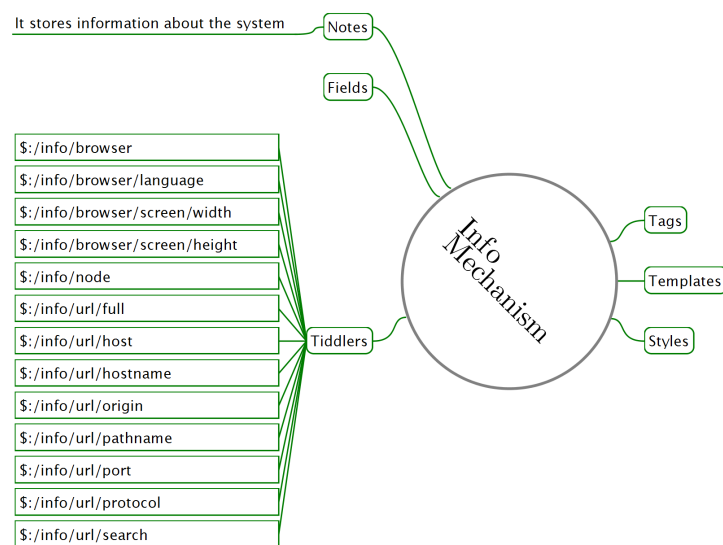 It stores information about the system
Notes
Fields
$:/info/browser
$:/info/browser/language
$:/info/browser/screen/width
$:/info/browser/screen/height
$:/info/node
$:/info/url/full
$:/info/url/host
$:/info/url/hostname
$:/info/url/origin
$:/info/url/pathname
$:/info/url/port
$:/info/url/protocol
$:/info/url/search
Tiddlers
Info
Mechanism
Tags
Templates
Styles